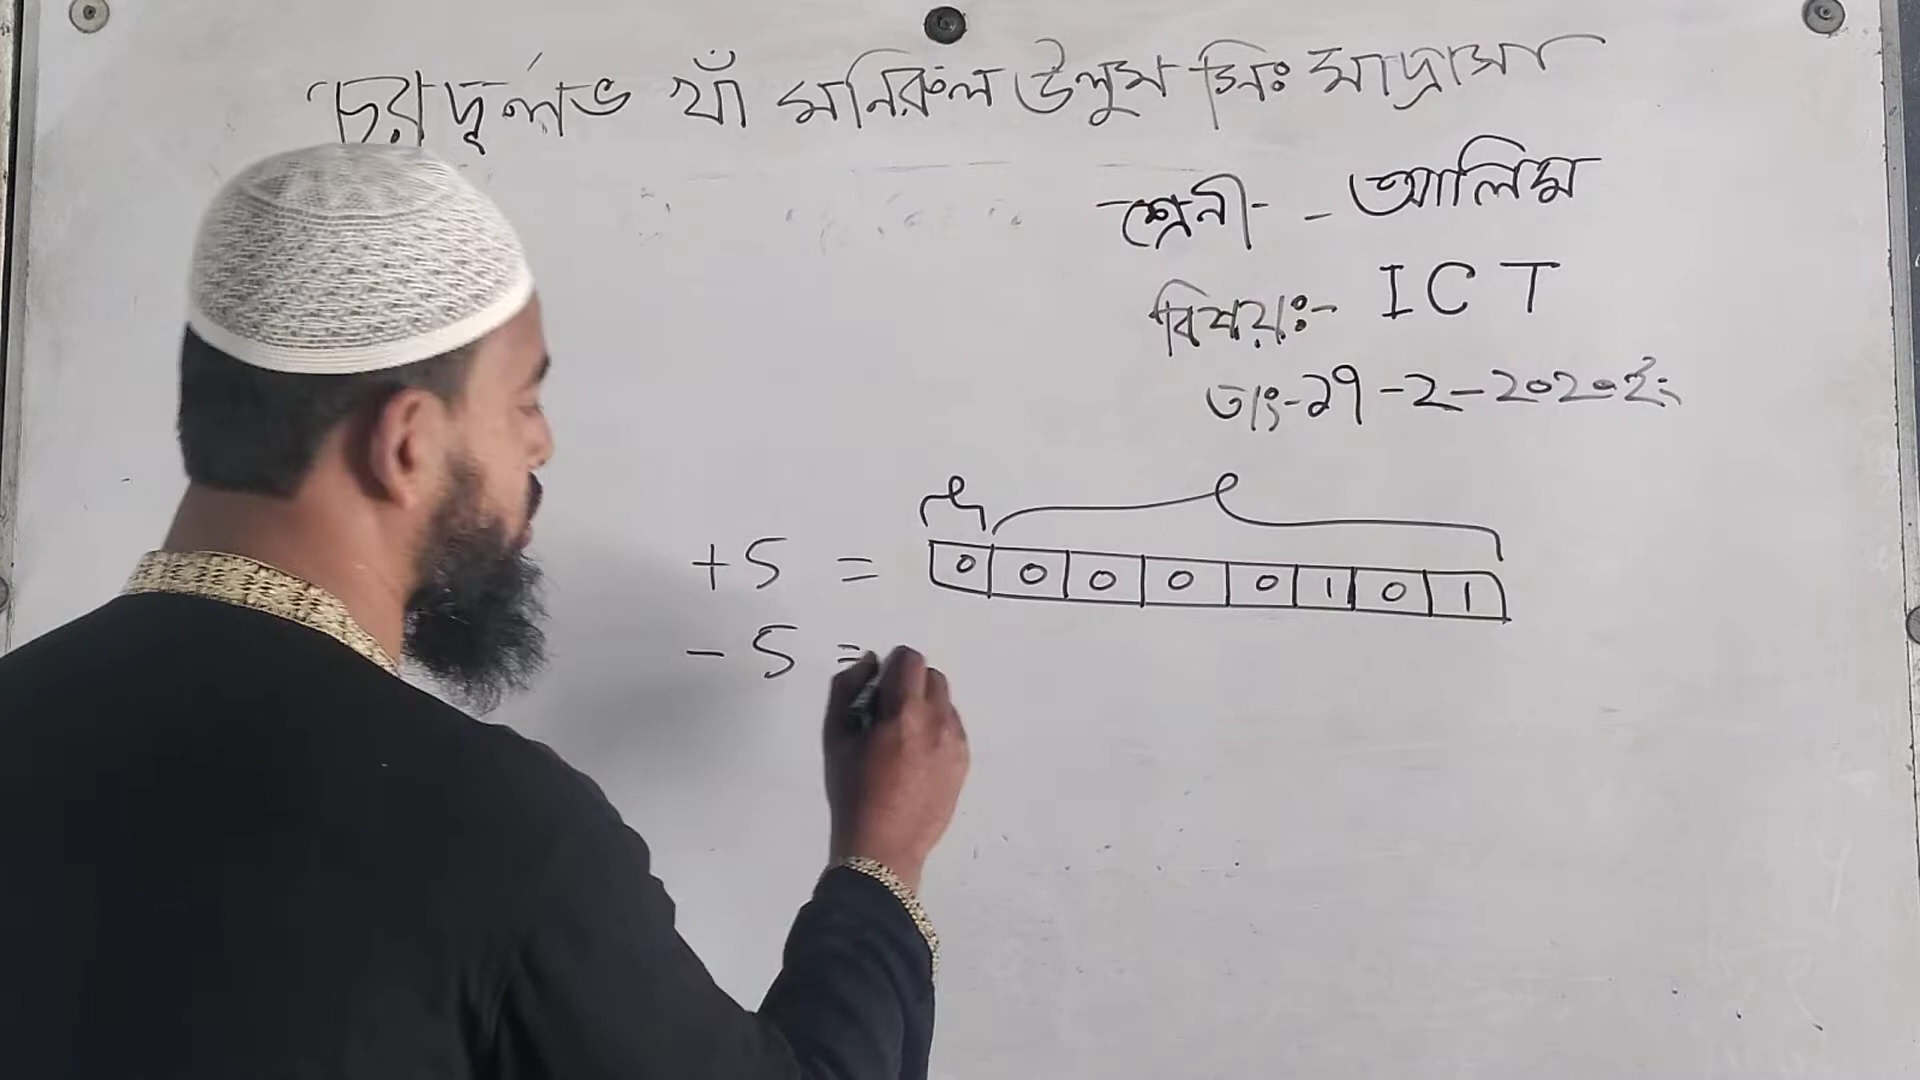 চর দূর্লভ খাঁ মনিরুল উলুম সিঃ মাদ্রাসা
শ্রেনী - আলিম
বিষয়ঃ- ICT
তাং-২৭-২-২০২০ইং
+5 = 0 0 0 0 0 1 0 1
- 5 =